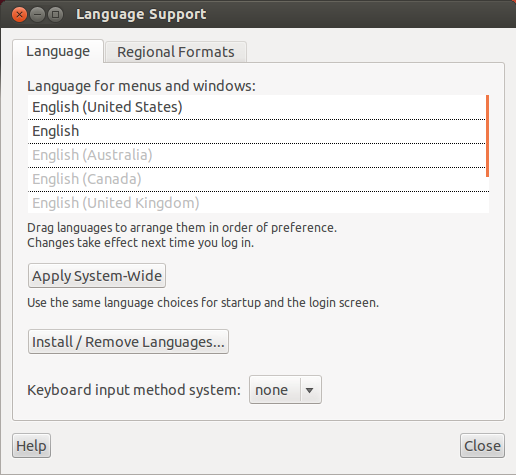 Language Support
Language
Regional Formats
Language for menus and windows:
English (United States)
English
English (Australia)
English (Canada)
English (United Kingdom)
Drag languages to arrange them in order of preference.
Changes take effect next time you log in.
Apply System-Wide
Use the same language choices for startup and the login screen.
Install / Remove Languages...
Keyboard input method system: none
Help
Close